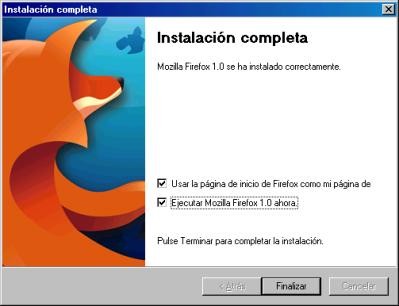 Instalación completa
Instalación completa
Mozilla Firefox 1.0 se ha instalado correctamente.
Usar la página de inicio de Firefox como mi página de
Ejecutar Mozilla Firefox 1.0 ahora.
Pulse Terminar para completar la instalación.
< Atrás Finalizar Cancelar